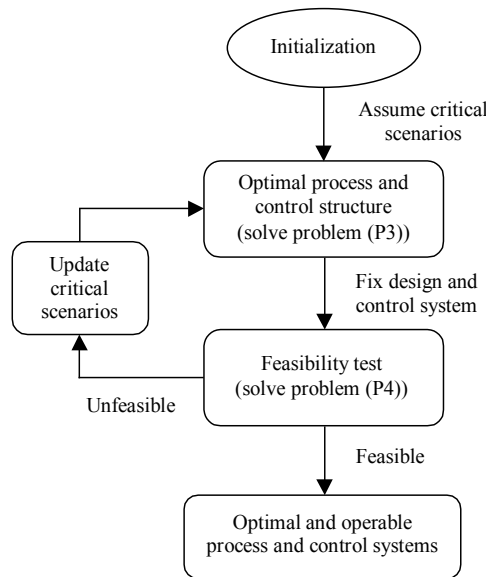 Initialization
Assume critical
scenarios
Optimal process and
control structure
(solve problem (P3))
Update
critical
scenarios
Fix design and
control system
Feasibility test
(solve problem (P4))
Unfeasible
Feasible
Optimal and operable
process and control systems